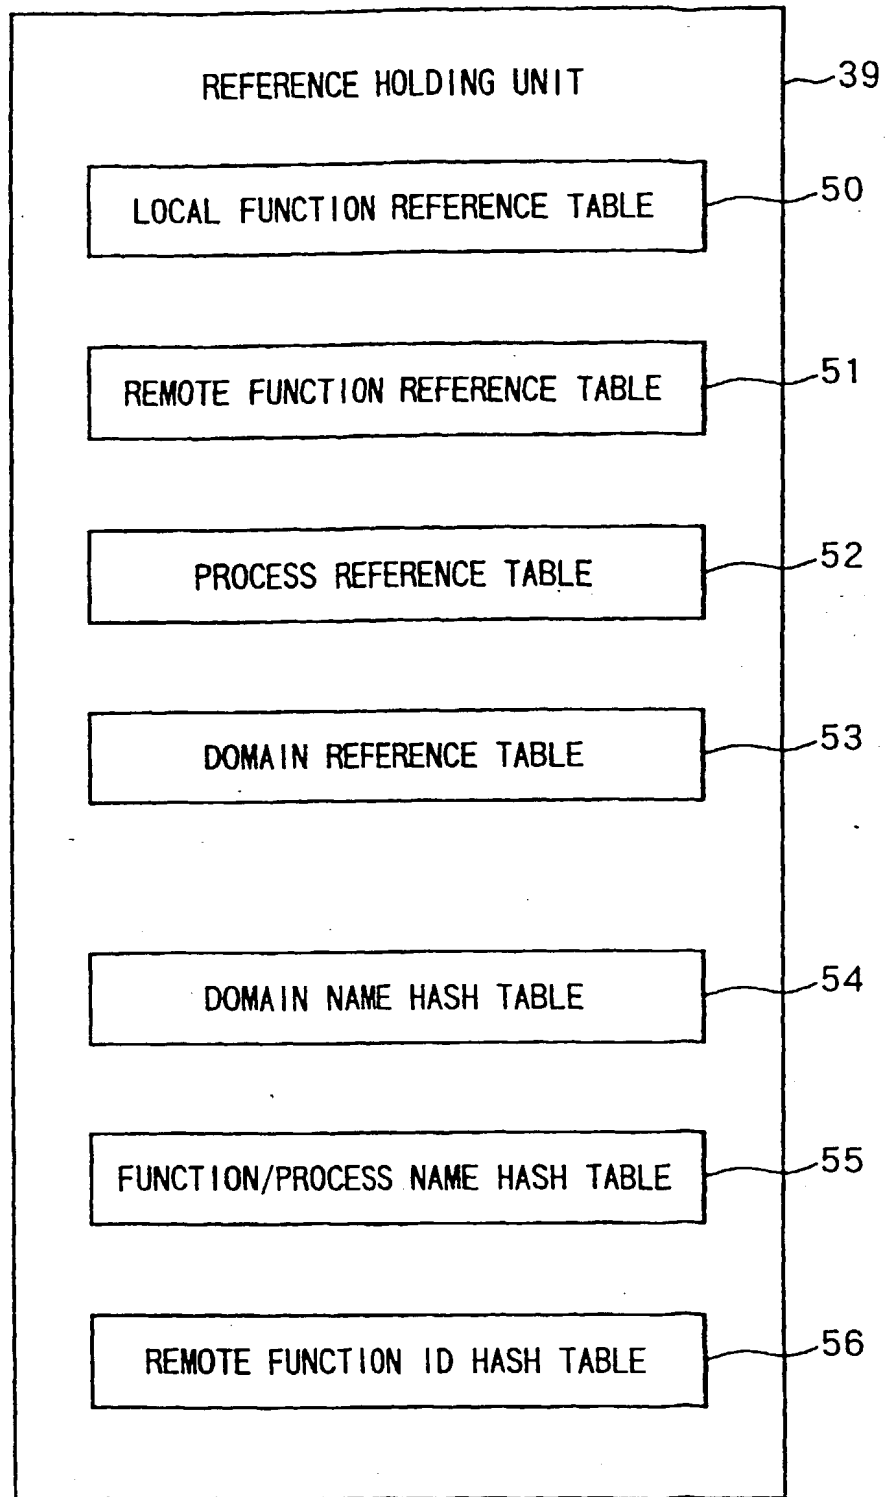 REFERENCE HOLDING UNIT 39
LOCAL FUNCTION REFERENCE TABLE 50
REMOTE FUNCTION REFERENCE TABLE 51
PROCESS REFERENCE TABLE 52
DOMAIN REFERENCE TABLE 53
DOMAIN NAME HASH TABLE 54
FUNCTION/PROCESS NAME HASH TABLE 55
REMOTE FUNCTION ID HASH TABLE 56